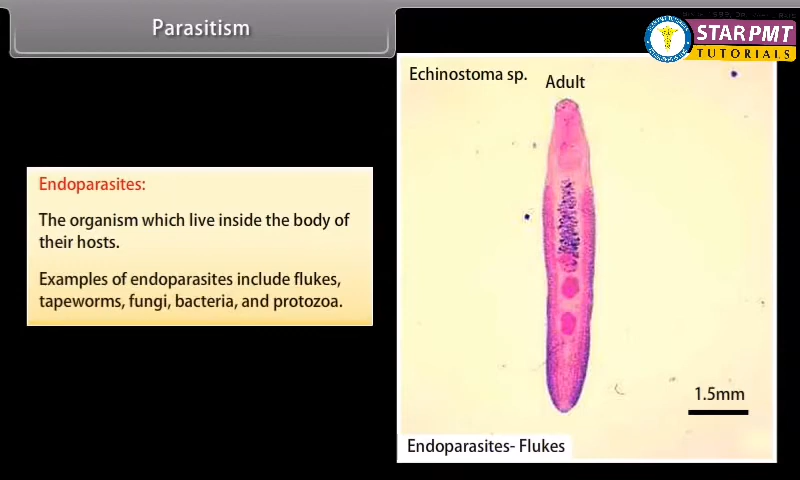 Parasitism
STAR PMT
TUTORIALS
Echinostoma sp.
Adult
Endoparasites:
The organism which live inside the body of
their hosts.
Examples of endoparasites include flukes,
tapeworms, fungi, bacteria, and protozoa.
1.5mm
Endoparasites- Flukes